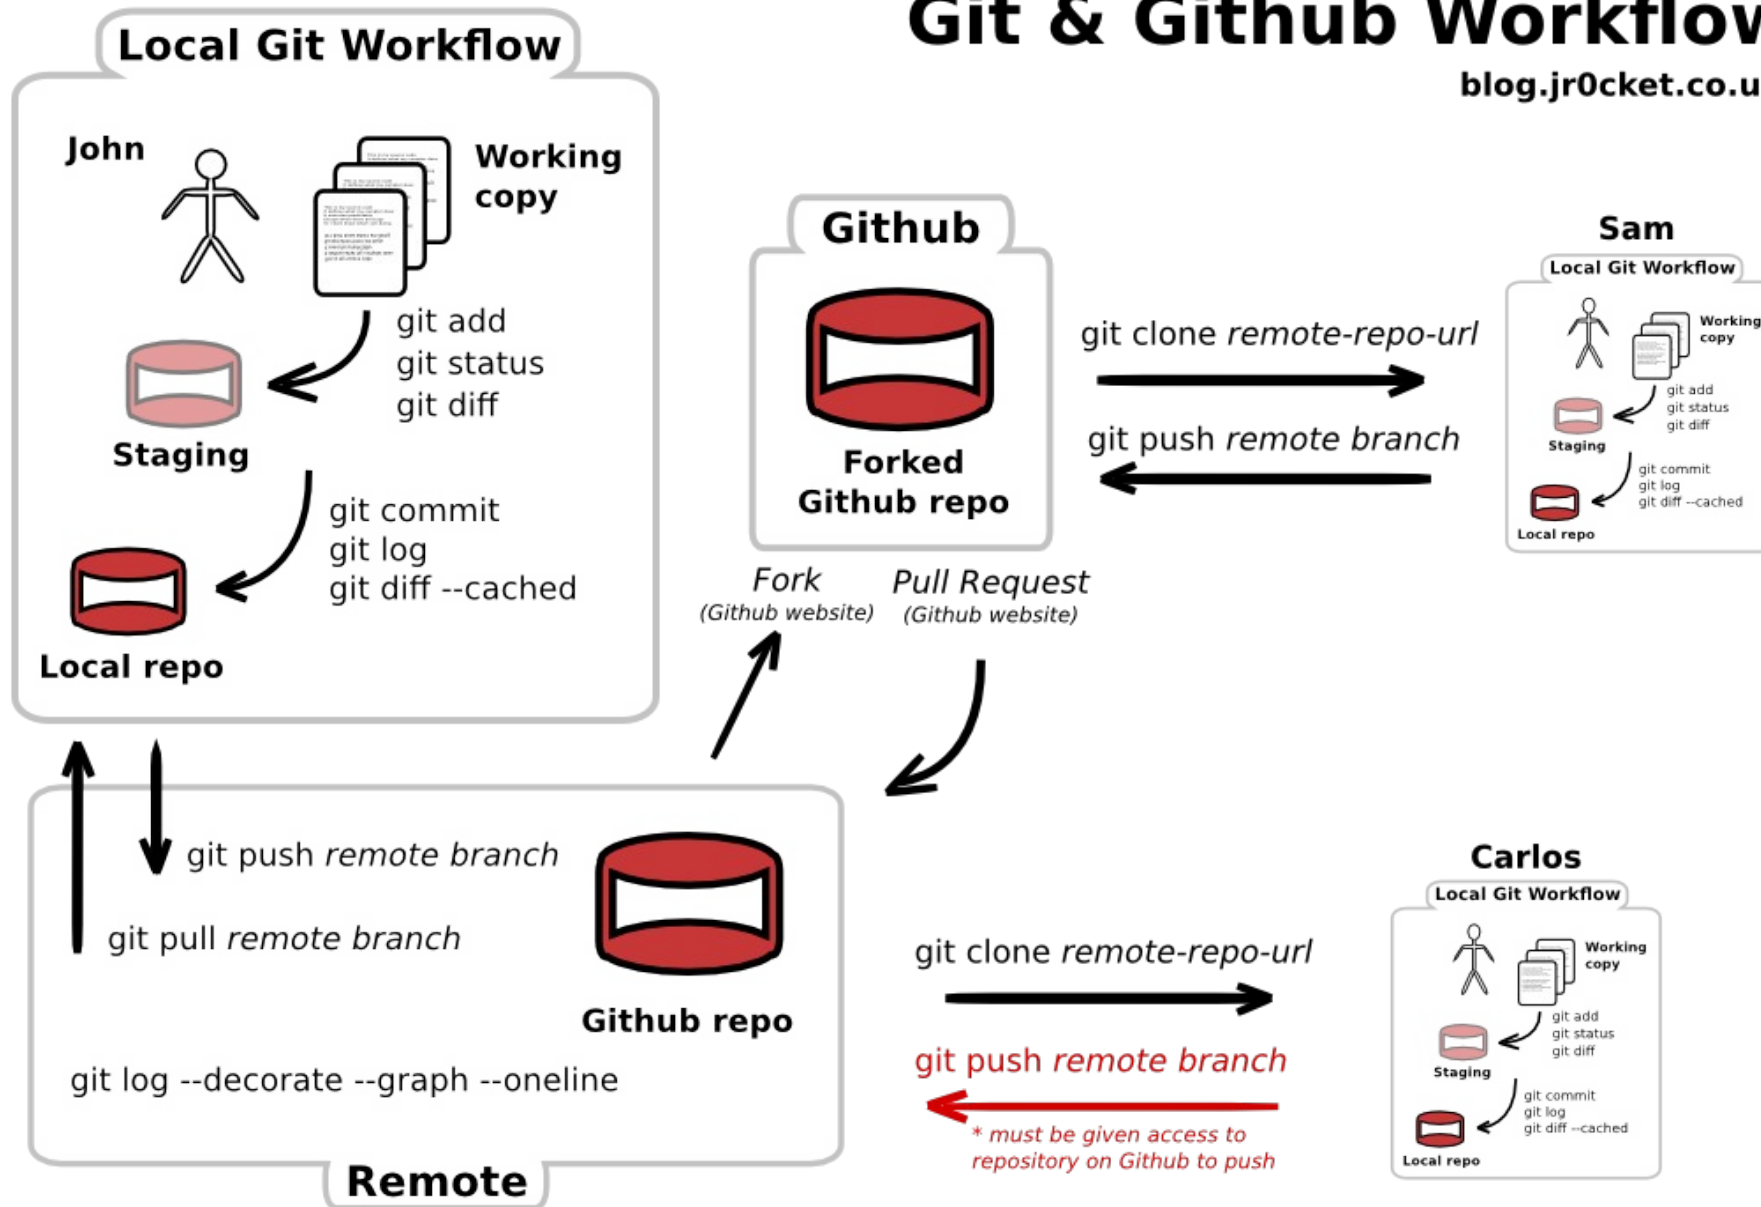 Local Git Workflow
Git & Github Workflow
blog.jr0cket.co.u
John
Working
copy
git add
git status
git diff
Staging
git commit
git log
git diff --cached
Local repo
Github
Forked
Github repo
git clone remote-repo-url
git push remote branch
Sam
Local Git Workflow
Working
copy
git add
git status
git diff
Staging
git commit
git log
git diff --cached
Local repo
Fork
(Github website)
Pull Request
(Github website)
git push remote branch
git pull remote branch
Github repo
git log --decorate --graph --oneline
Remote
git clone remote-repo-url
git push remote branch
* must be given access to
repository on Github to push
Carlos
Local Git Workflow
Working
copy
git add
git status
git diff
Staging
git commit
git log
git diff --cached
Local repo